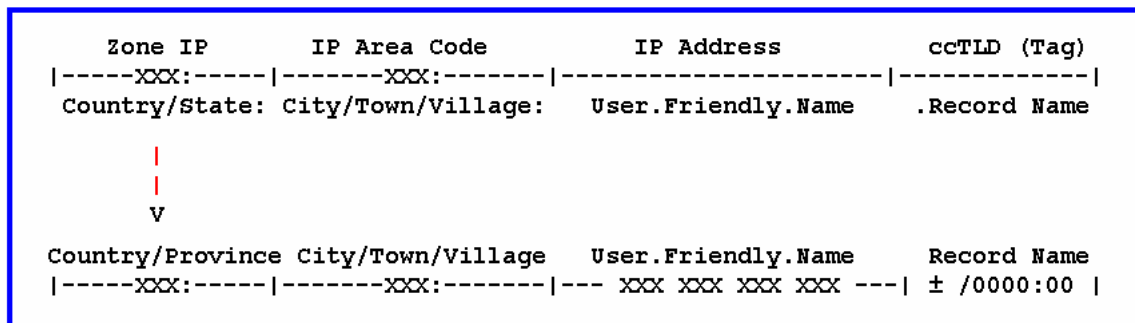 Zone IP IP Area Code IP Address ccTLD (Tag)
|-----XXX:-----|-------XXX:-------|----------------------|-------------|
Country/State: City/Town/Village: User.Friendly.Name .Record Name
|
|
V
Country/Province City/Town/Village User.Friendly.Name Record Name
|-----XXX:-----|-------XXX:-------|--- XXX XXX XXX XXX ---| ± /0000:00 |